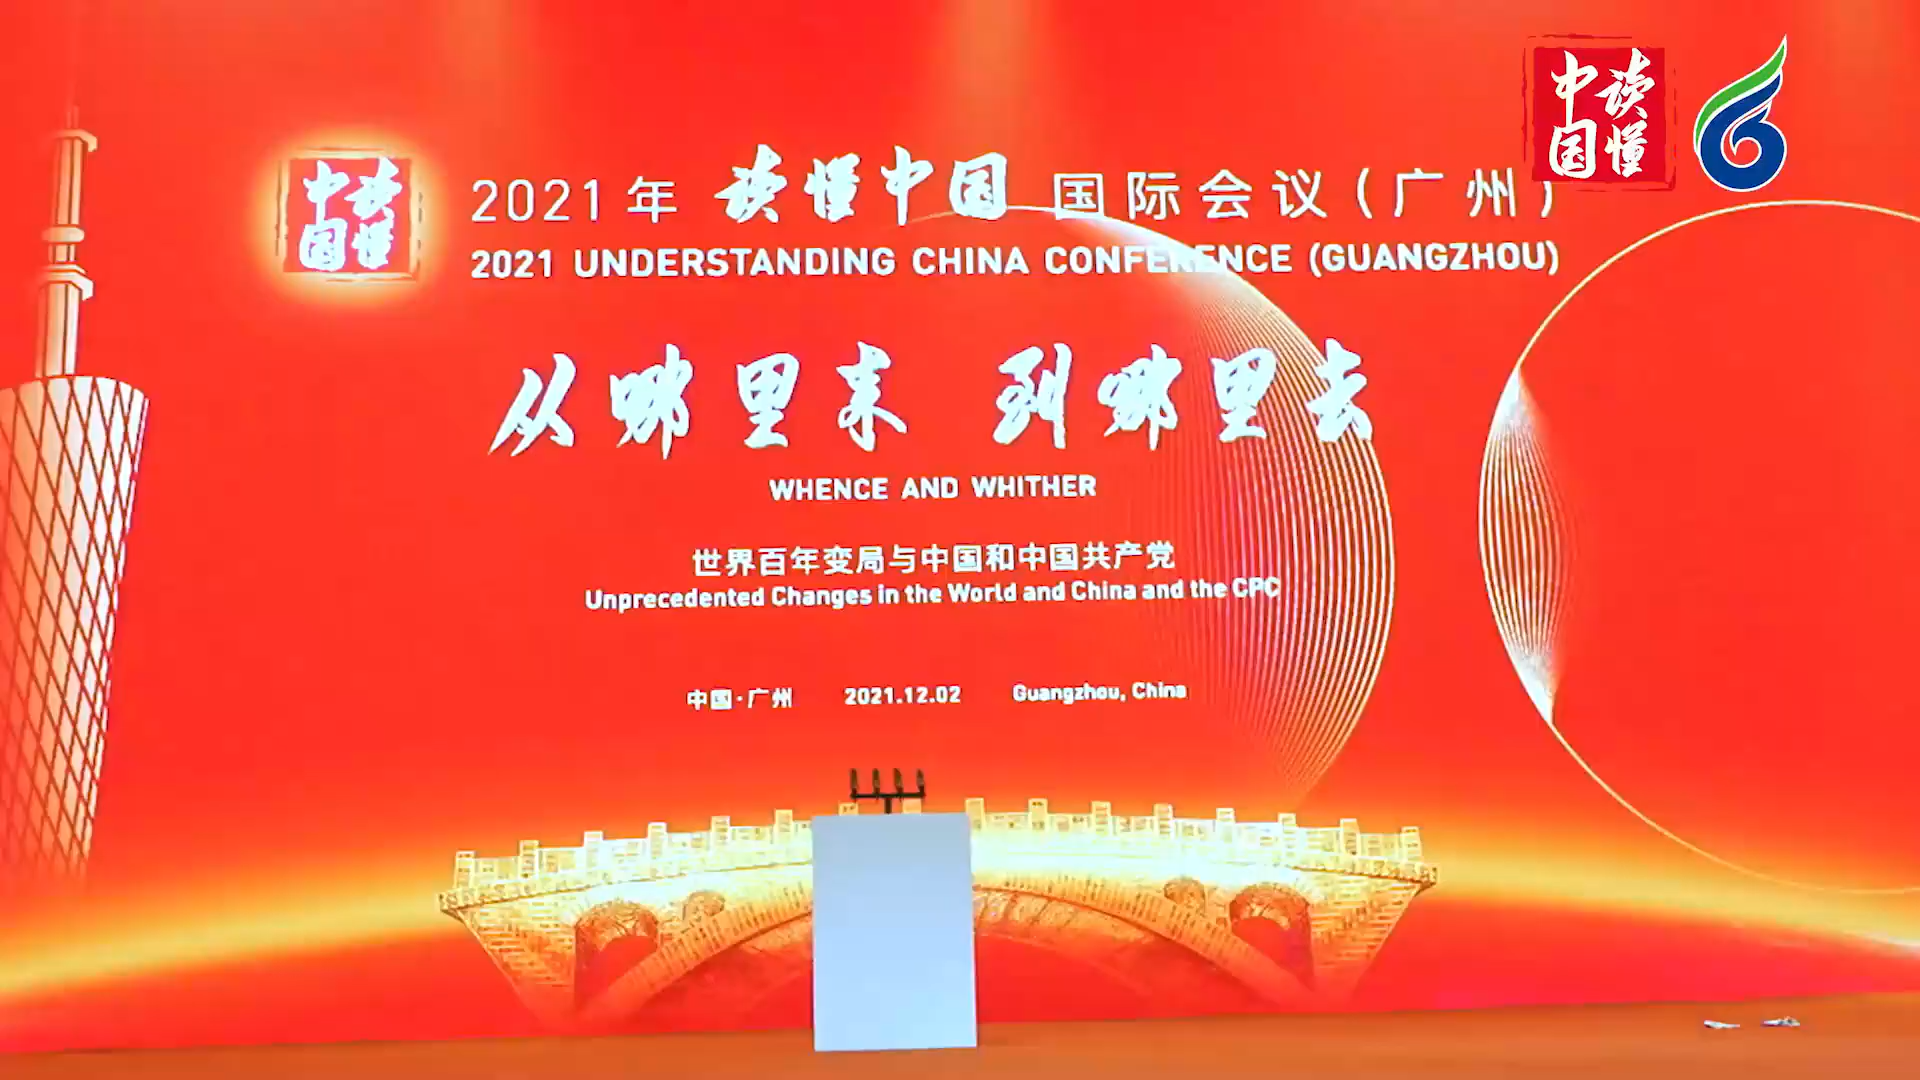 读懂
中国
读懂
中国
2021年 读懂中国 国际会议(广州)
2021 UNDERSTANDING CHINA CONFERENCE (GUANGZHOU)
从哪里来 到哪里去
WHENCE AND WHITHER
世界百年变局与中国和中国共产党
Unprecedented Changes in the World and China and the CPC
中国·广州 2021.12.02 Guangzhou, China